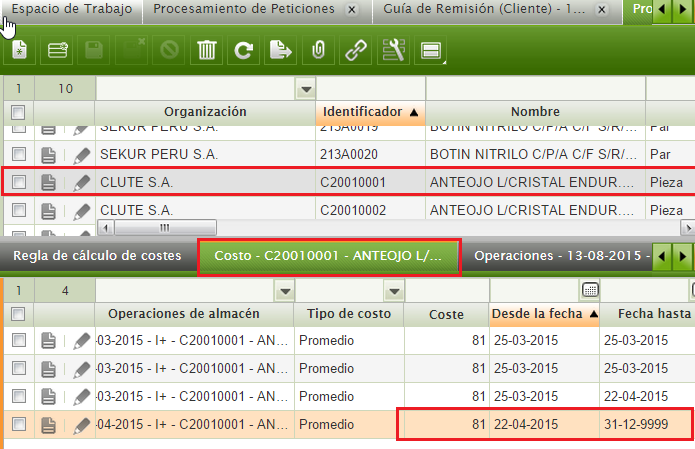 Espacio de Trabajo Procesamiento de Peticiones Guía de Remisión (Cliente) - 1... Pro
1 10
Organización Identificador Nombre
SEKUR PERU S.A. 213A0019 BOTIN NITRILO C/P/A C/F S/R/... Par
SEKUR PERU S.A. 213A0020 BOTIN NITRILO C/P/A C/F S/R/... Par
CLUTE S.A. C20010001 ANTEOJO L/CRISTAL ENDUR.... Pieza
CLUTE S.A. C20010002 ANTEOJO L/CRISTAL ENDUR.... Pieza
Regla de cálculo de costes Costo - C20010001 - ANTEOJO L/... Operaciones - 13-08-2015 -
1 4
Operaciones de almacén Tipo de costo Coste Desde la fecha Fecha hasta
-03-2015 - I+ - C20010001 - AN... Promedio 81 25-03-2015 25-03-2015
-03-2015 - I+ - C20010001 - AN... Promedio 81 25-03-2015 25-03-2015
-03-2015 - I+ - C20010001 - AN... Promedio 81 25-03-2015 22-04-2015
-04-2015 - I+ - C20010001 - AN... Promedio 81 22-04-2015 31-12-9999